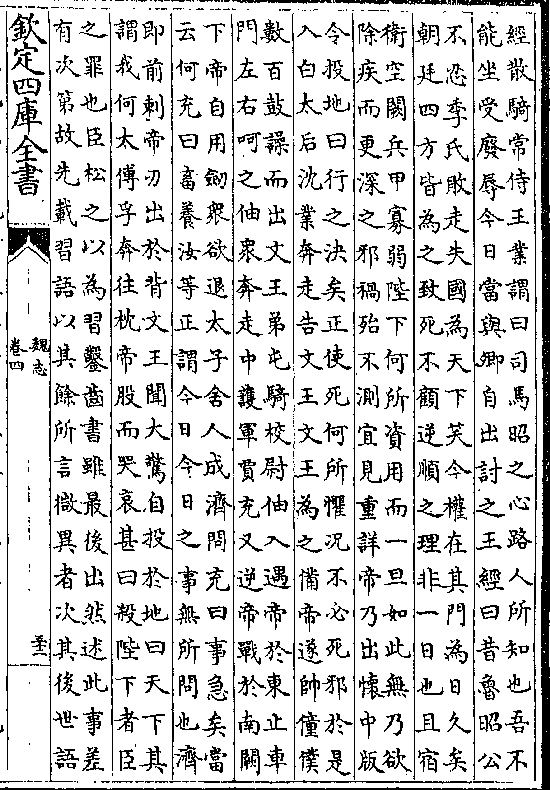 經散騎常侍王業謂曰司馬昭之心路人所知也吾不
能坐受廢辱今日當與卿自出討之王經曰昔魯昭公
不忍季氏敗走失國為天下笑今權在其門為日久矣
朝廷四方皆為之致死不顧逆順之理非一日也且宿
衛空闕兵甲寡弱陛下何所資用而一旦如此無乃欲
除疾而更深之邪禍殆不測宜見重詳帝乃出懷中版
令投地曰行之決矣正使死何所懼況不必死邪於是
入白太后沈業奔走告文王文王為之備帝遂帥僮僕
數百鼓譟而出文王弟屯騎校尉伷入遇帝於東止車
門左右呵之伷衆奔走中護軍賈充又逆帝戰於南闕
下帝自用劒衆欲退太子舍人成濟問充曰事急矣當
云何充曰畜養汝等正謂今日今日之事無所問也濟
即前刺帝刃出於背文王聞大驚自投於地曰天下其
謂我何太傅孚奔往枕帝股而哭哀甚曰殺陛下者臣
之罪也臣松之以為習鑿齒書雖最後出然述此事差
有次第故先載習語以其餘所言微異者次其後世語
欽定四庫全書
魏志
卷四